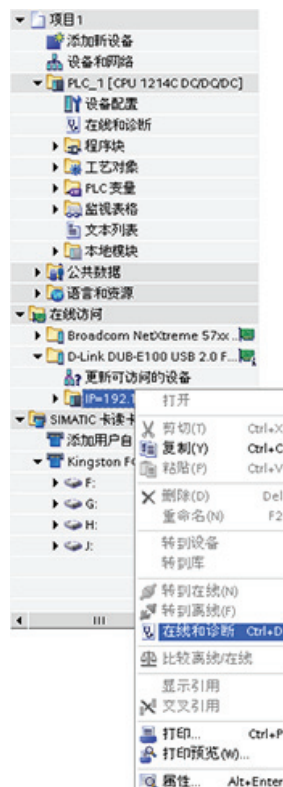 项目1
添加新设备
设备和网络
PLC_1 [CPU 1214C DC/DC/DC]
设备配置
在线和诊断
程序块
工艺对象
PLC 变量
监视表格
文本列表
本地模块
公共数据
语言和资源
在线访问
Broadcom NetXtreme 57xx ..
D-Link DUB-E100 USB 2.0 F...
更新可访问的设备
IP=192.1
打开
SIMATIC 卡读卡
剪切(T) Ctrl+X
添加用户自
复制(Y) Ctrl+C
Kingston FC
粘贴(P) Ctrl+V
F:
G:
删除(D) Del
H:
重命名(N) F2
J:
转到设备
转到库
转到在线(N)
转到离线(F)
在线和诊断 Ctrl+D
比较离线/在线
显示引用
交叉引用
打印... Ctrl+P
打印预览(W)...
属性... Alt+Enter